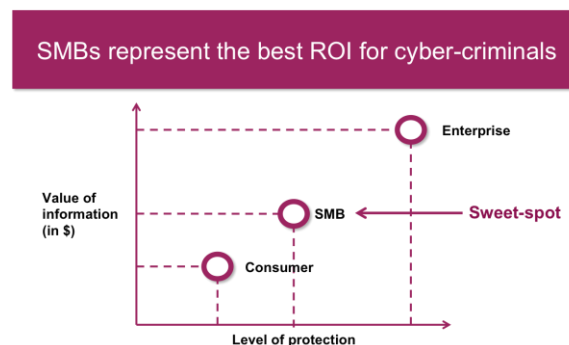 SMBs represent the best ROI for cyber-criminals
Enterprise
Value of
information
(in $)
SMB
Sweet-spot
Consumer
Level of protection